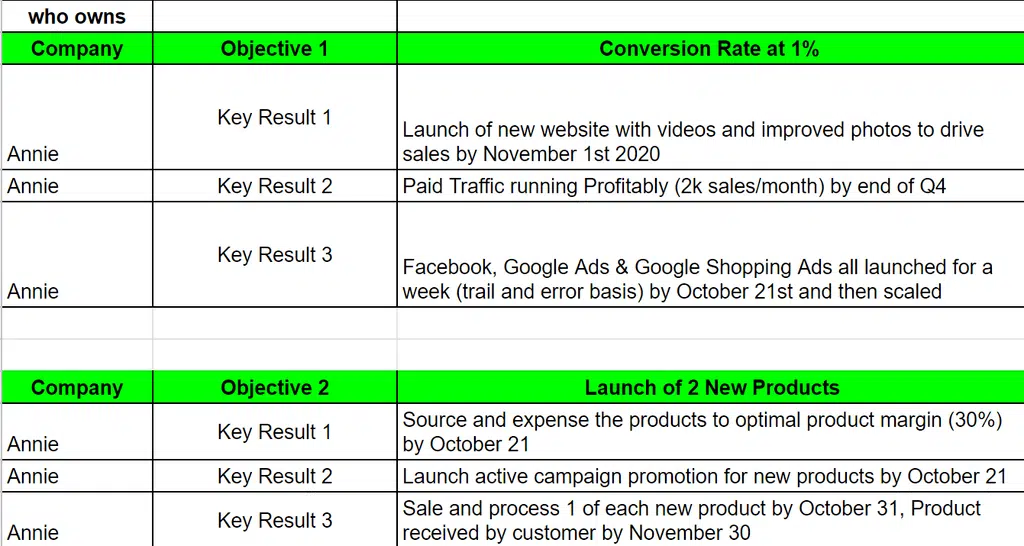 who owns
Company Objective 1 Conversion Rate at 1%
Key Result 1
Launch of new website with videos and improved photos to drive
Annie sales by November 1st 2020
Annie Key Result 2 Paid Traffic running Profitably (2k sales/month) by end of Q4
Key Result 3
Facebook, Google Ads & Google Shopping Ads all launched for a
Annie week (trail and error basis) by October 21st and then scaled
Company Objective 2 Launch of 2 New Products
Source and expense the products to optimal product margin (30%)
Key Result 1
Annie by October 21
Annie Key Result 2 Launch active campaign promotion for new products by October 21
Sale and process 1 of each new product by October 31, Product
Key Result 3
Annie received by customer by November 30